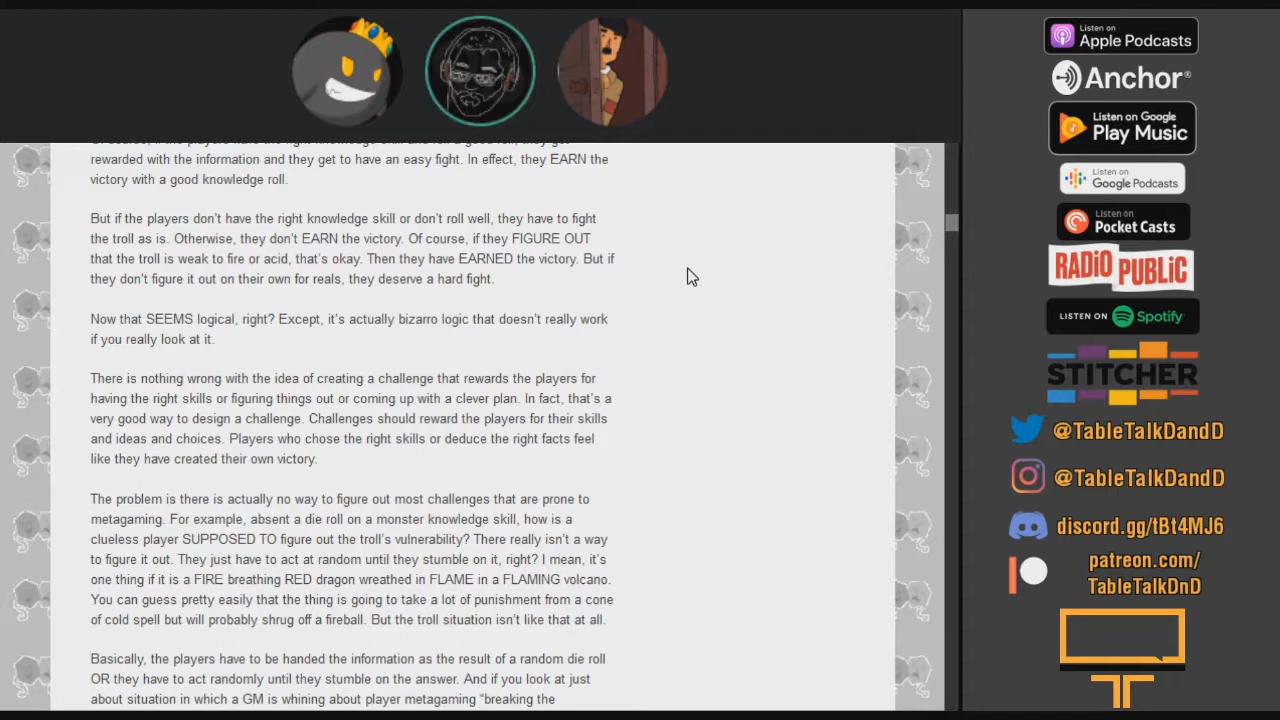 rewarded with the information and they get to have an easy fight. In effect, they EARN the
victory with a good knowledge roll.
But if the players don't have the right knowledge skill or don't roll well, they have to fight
the troll as is. Otherwise, they don't EARN the victory. Of course, if they FIGURE OUT
that the troll is weak to fire or acid, that's okay. Then they have EARNED the victory. But if
they don't figure it out on their own for reals, they deserve a hard fight.
Now that SEEMS logical, right? Except, it's actually bizarro logic that doesn't really work
if you really look at it.
There is nothing wrong with the idea of creating a challenge that rewards the players for
having the right skills or figuring things out or coming up with a clever plan. In fact, that's a
very good way to design a challenge. Challenges should reward the players for their skills
and ideas and choices. Players who chose the right skills or deduce the right facts feel
like they have created their own victory.
The problem is there is actually no way to figure out most challenges that are prone to
metagaming. For example, absent a die roll on a monster knowledge skill, how is a
clueless player SUPPOSED TO figure out the troll's vulnerability? There really isn't a way
to figure it out. They just have to act at random until they stumble on it, right? I mean, it's
one thing if it is a FIRE breathing RED dragon wreathed in FLAME in a FLAMING volcano.
You can guess pretty easily that the thing is going to take a lot of punishment from a cone
of cold spell but will probably shrug off a fireball. But the troll situation isn't like that at all.
Basically, the players have to be handed the information as the result of a random die roll
OR they have to act randomly until they stumble on the answer. And if you look at just
about situation in which a GM is whining about player metagaming "breaking the
Listen on
Apple Podcasts
Anchor®
Listen on Google
Play Music
Listen on
Google Podcasts
Listen on
Pocket Casts
RADiO PUBLiC
LISTEN ON Spotify
STITCHER
@TableTalkDandD
@TableTalkDandD
discord.gg/tBt4MJ6
patreon.com/
TableTalkDnD